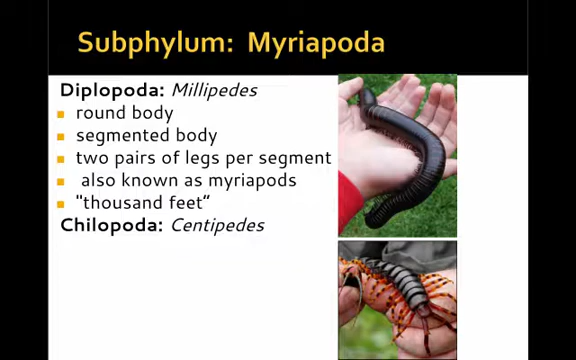 Subphylum: Myriapoda
Diplopoda: Millipedes
round body
segmented body
two pairs of legs per segment
also known as myriapods
"thousand feet"
Chilopoda: Centipedes